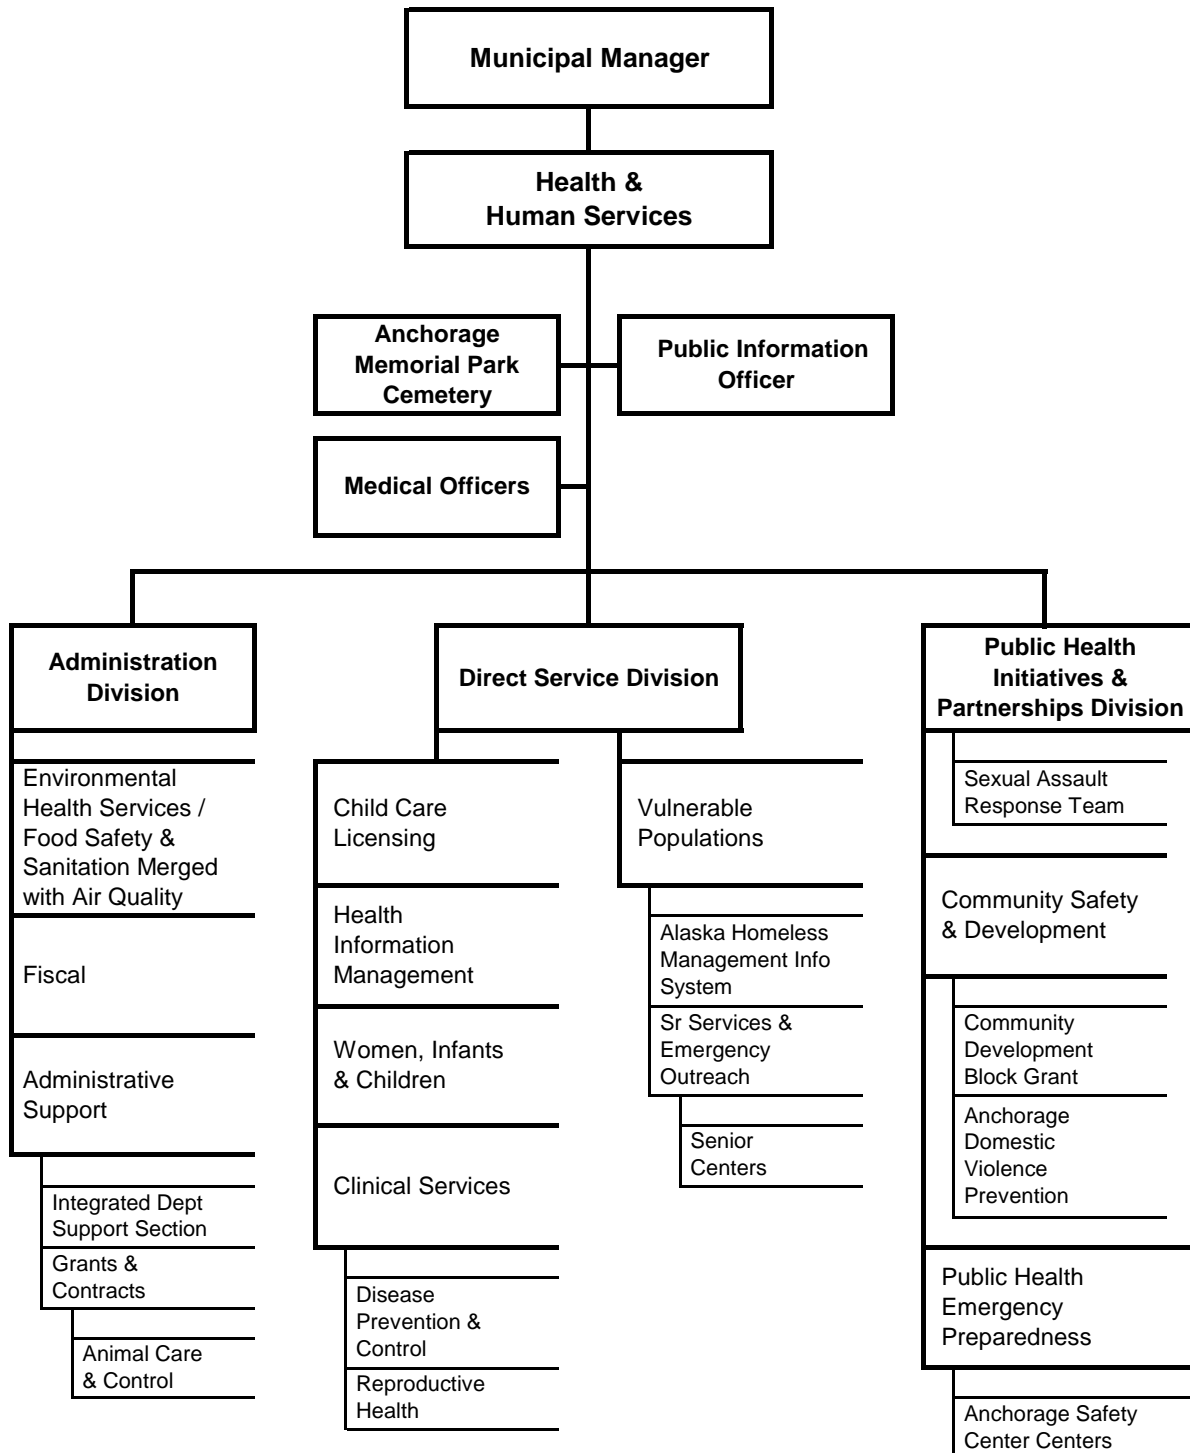 Municipal Manager
Health &
Human Services
Anchorage
Memorial Park
Cemetery
Public Information
Officer
Medical Officers
Administration
Division
Environmental
Health Services /
Food Safety &
Sanitation Merged
with Air Quality
Fiscal
Administrative
Support
Integrated Dept
Support Section
Grants &
Contracts
Animal Care
& Control
Direct Service Division
Child Care
Licensing
Health
Information
Management
Women, Infants
& Children
Clinical Services
Disease
Prevention &
Control
Reproductive
Health
Vulnerable
Populations
Alaska Homeless
Management Info
System
Sr Services &
Emergency
Outreach
Senior
Centers
Public Health
Initiatives &
Partnerships Division
Sexual Assault
Response Team
Community Safety
& Development
Community
Development
Block Grant
Anchorage
Domestic
Violence
Prevention
Public Health
Emergency
Preparedness
Anchorage Safety
Center Centers